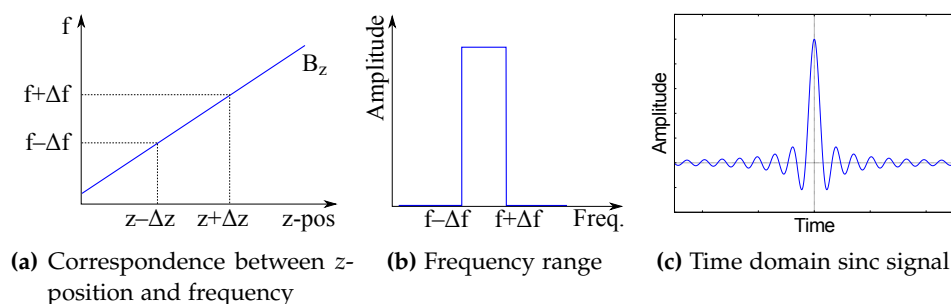 f
B_z
f+Δf
f−Δf
z−Δz
z+Δz
z-pos
Amplitude
f−Δf
f+Δf
Freq.
Amplitude
Time
(a) Correspondence between z-
position and frequency
(b) Frequency range
(c) Time domain sinc signal